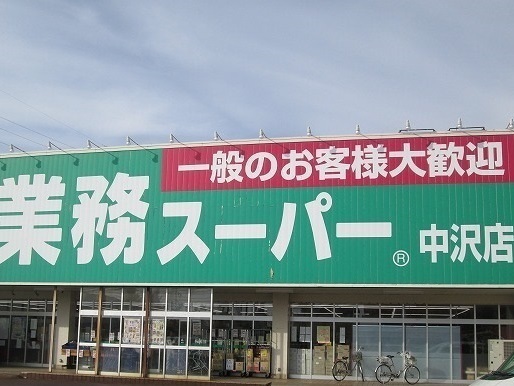 一般のお客様大歓迎
業務スーパー® 中沢店